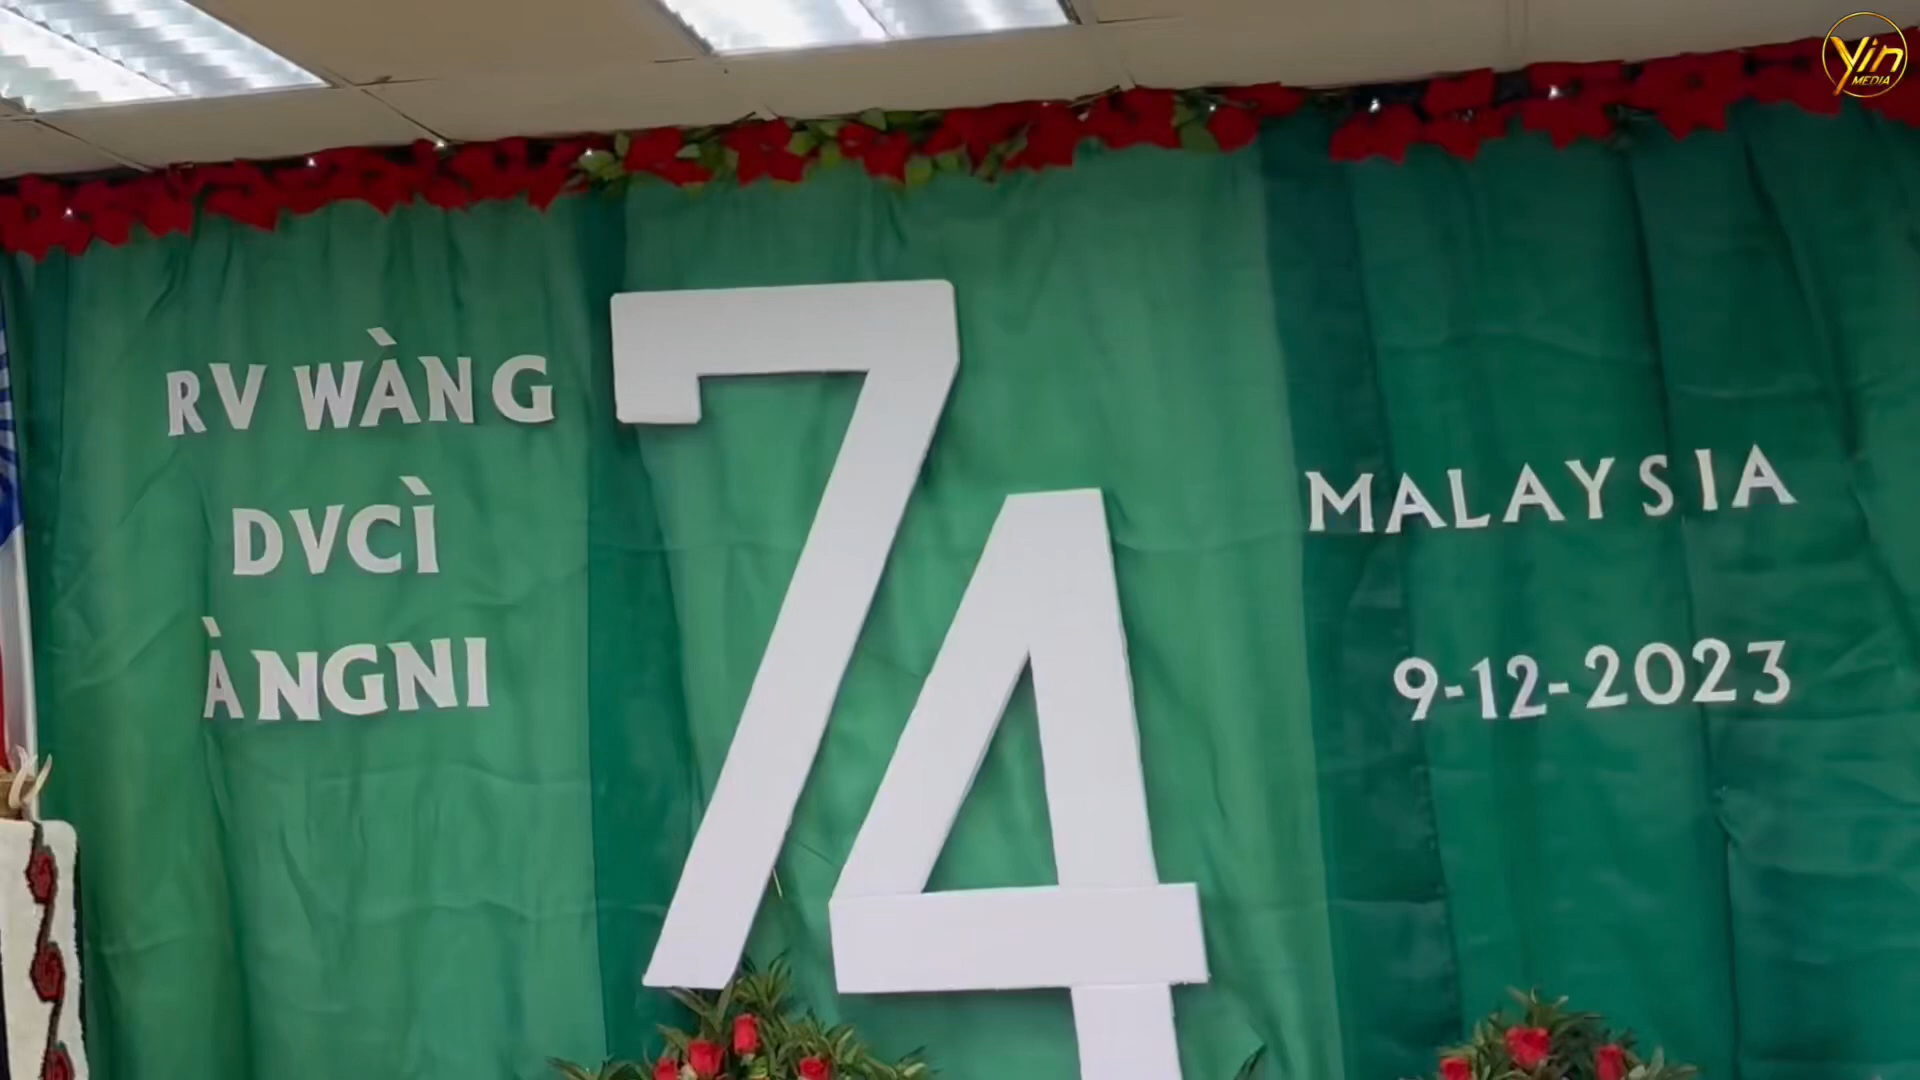 RV WÀNG
DVCÌ
ÀNGNI
74
MALAYSIA
9-12-2023
Yin
MEDIA